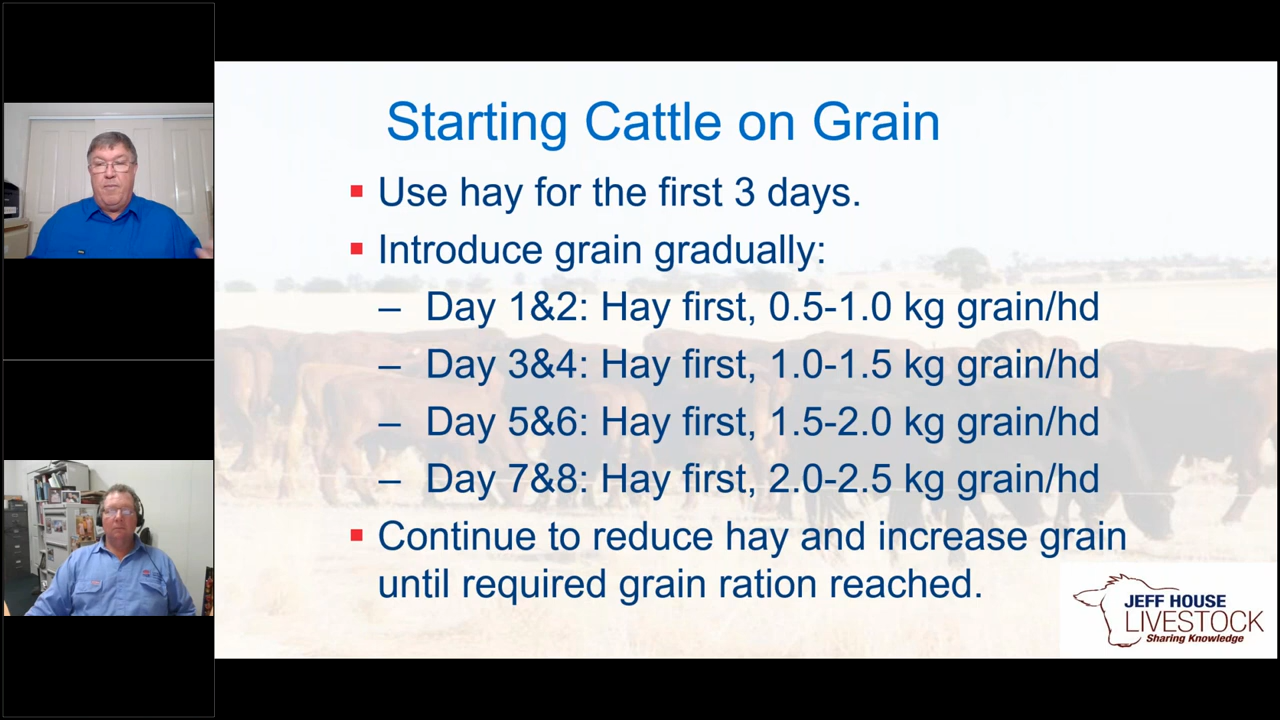 Starting Cattle on Grain
▪ Use hay for the first 3 days.
▪ Introduce grain gradually:
– Day 1&2: Hay first, 0.5-1.0 kg grain/hd
– Day 3&4: Hay first, 1.0-1.5 kg grain/hd
– Day 5&6: Hay first, 1.5-2.0 kg grain/hd
– Day 7&8: Hay first, 2.0-2.5 kg grain/hd
▪ Continue to reduce hay and increase grain
until required grain ration reached.
JEFF HOUSE
LIVESTOCK
Sharing Knowledge